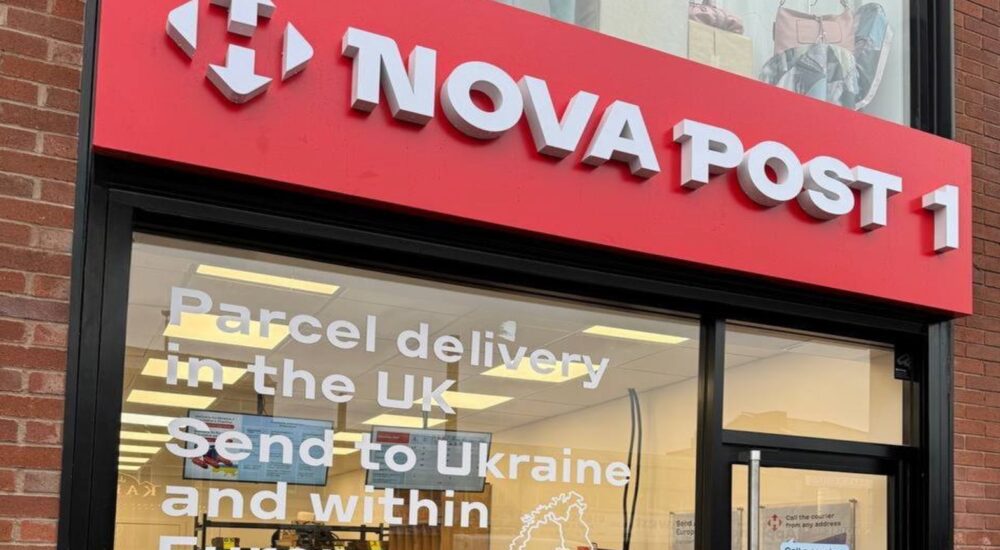 NOVA POST 1
Parcel delivery
in the UK
Send to Ukraine
and within
Call the courier
from any address